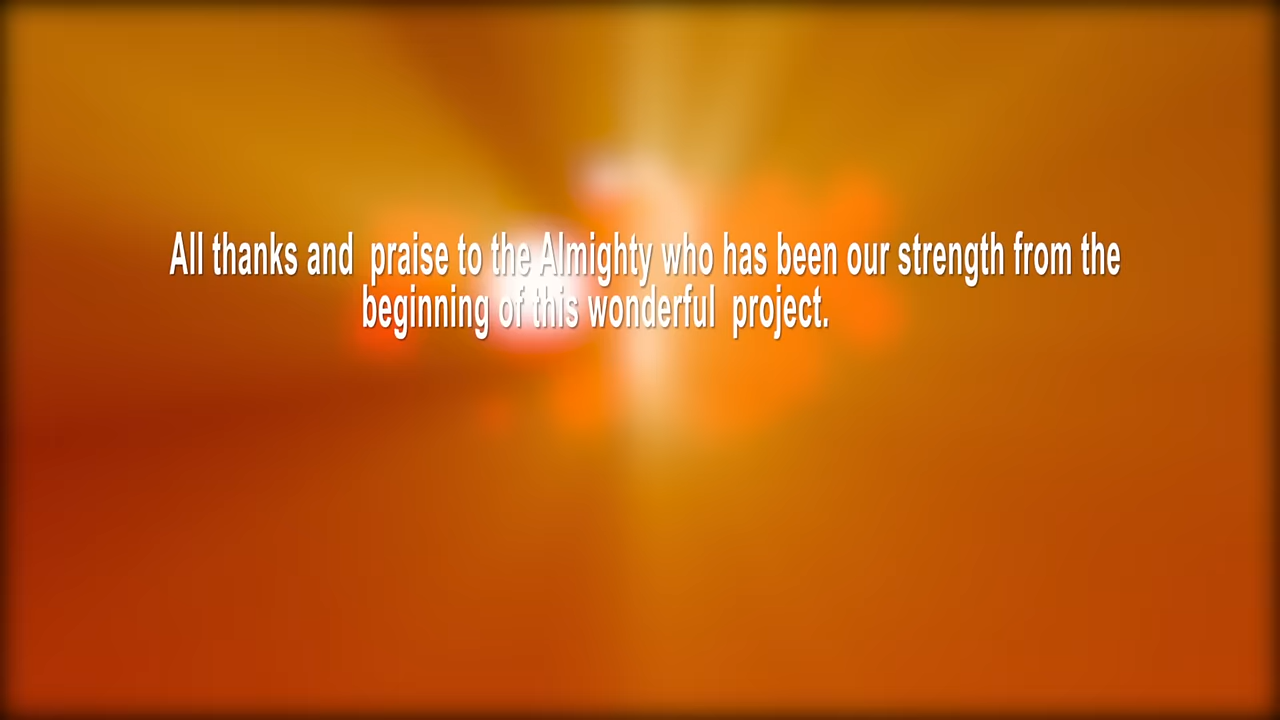 All thanks and  praise to the Almighty who has been our strength from the
beginning of this wonderful  project.